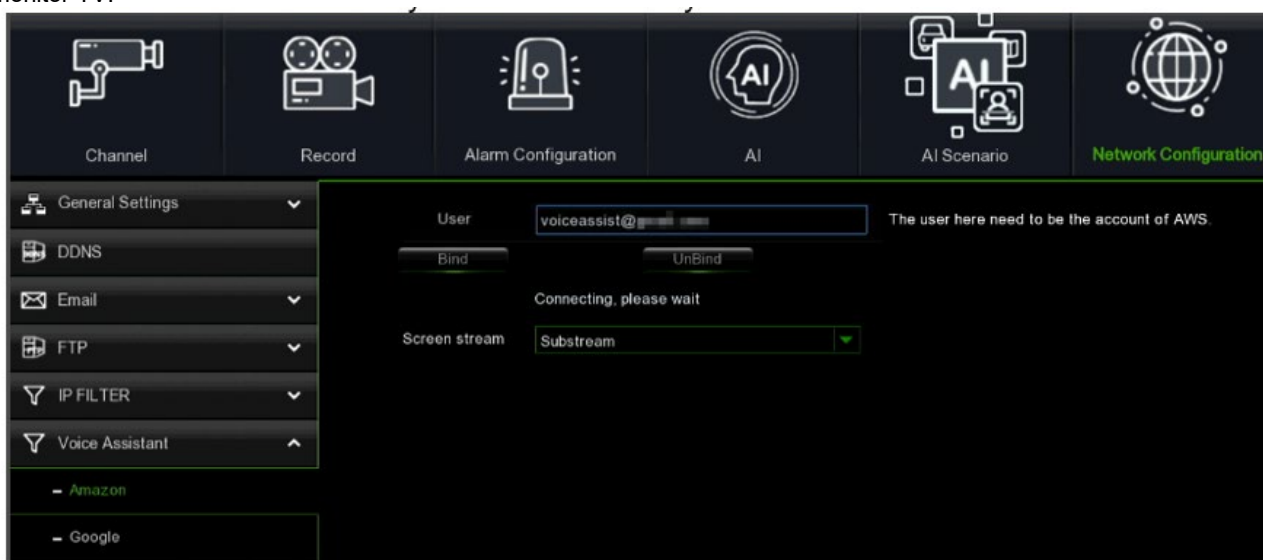 Channel
Record
Alarm Configuration
AI
AI Scenario
Network Configuration
General Settings
User
voiceassist@
The user here need to be the account of AWS.
DDNS
Bind
UnBind
Email
Connecting, please wait
FTP
Screen stream
Substream
IP FILTER
Voice Assistant
– Amazon
– Google